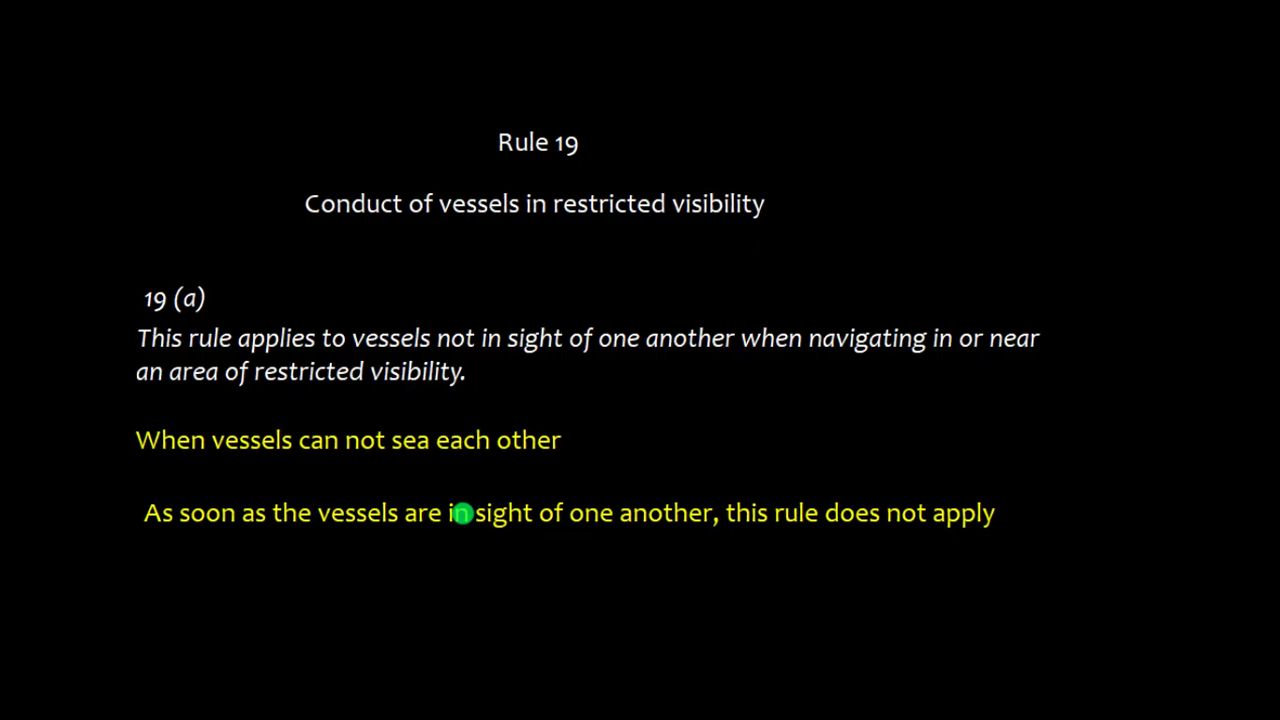 Rule 19
Conduct of vessels in restricted visibility
19 (a)
This rule applies to vessels not in sight of one another when navigating in or near
an area of restricted visibility.
When vessels can not sea each other
As soon as the vessels are in sight of one another, this rule does not apply